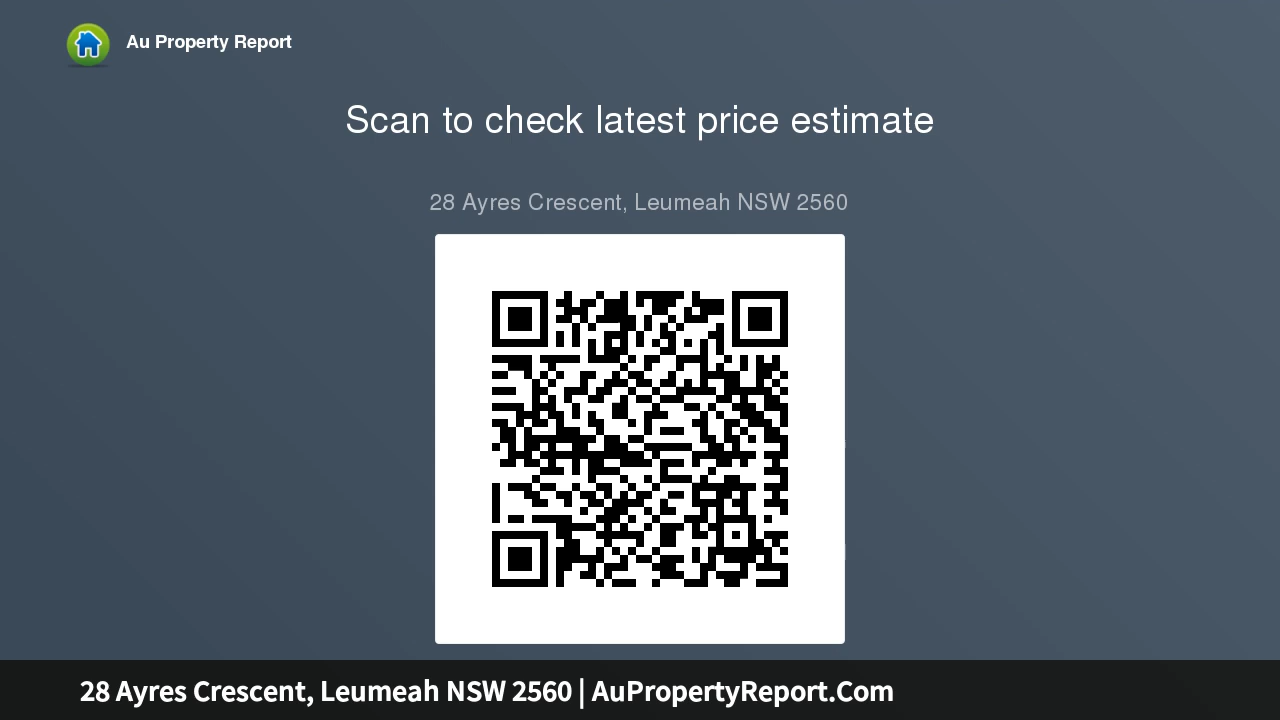 Au Property Report
Scan to check latest price estimate
28 Ayres Crescent, Leumeah NSW 2560
28 Ayres Crescent, Leumeah NSW 2560 | AuPropertyReport.Com